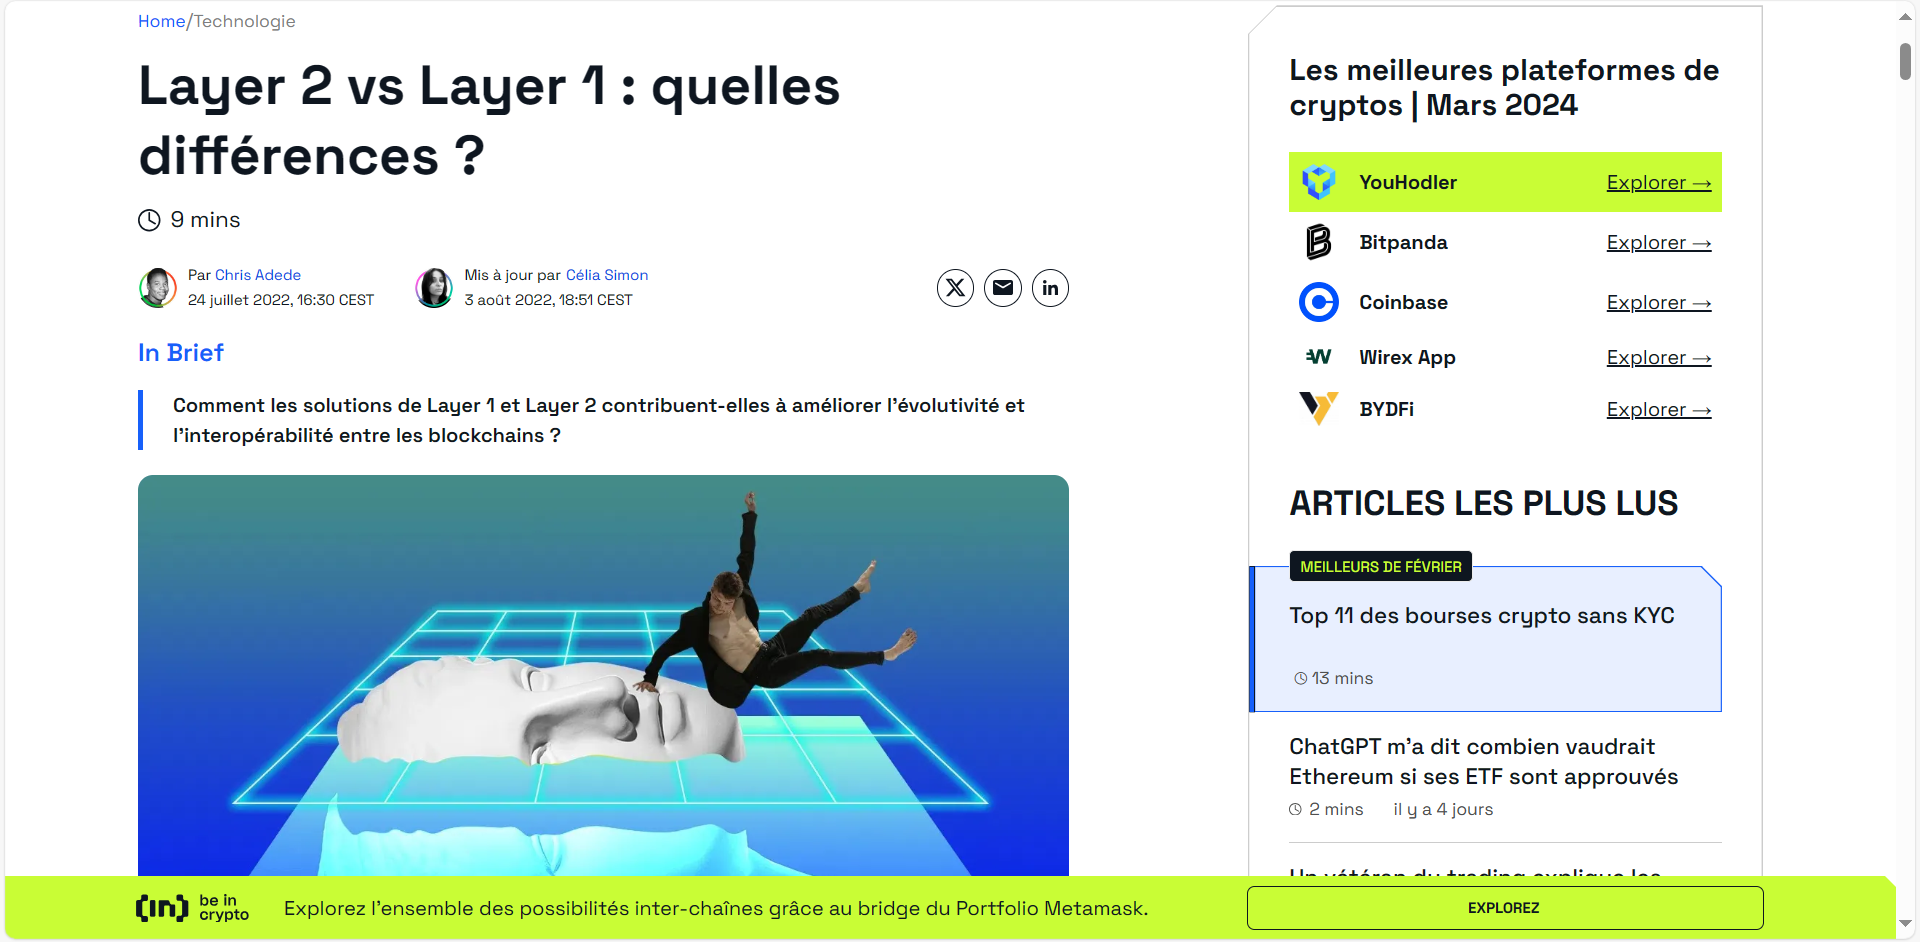 Home/Technologie
Layer 2 vs Layer 1 : quelles
différences ?
9 mins
Par Chris Adede
24 juillet 2022, 16:30 CEST
Mis à jour par Célia Simon
3 août 2022, 18:51 CEST
In Brief
Comment les solutions de Layer 1 et Layer 2 contribuent-elles à améliorer l’évolutivité et
l’interopérabilité entre les blockchains ?
Les meilleures plateformes de
cryptos | Mars 2024
YouHodler Explorer →
Bitpanda Explorer →
Coinbase Explorer →
Wirex App Explorer →
BYDFi Explorer →
ARTICLES LES PLUS LUS
MEILLEURS DE FÉVRIER
Top 11 des bourses crypto sans KYC
13 mins
ChatGPT m’a dit combien vaudrait
Ethereum si ses ETF sont approuvés
2 mins il y a 4 jours
Un vétéran du trading explique les
be in
crypto
Explorez l’ensemble des possibilités inter-chaînes grâce au bridge du Portfolio Metamask.
EXPLOREZ